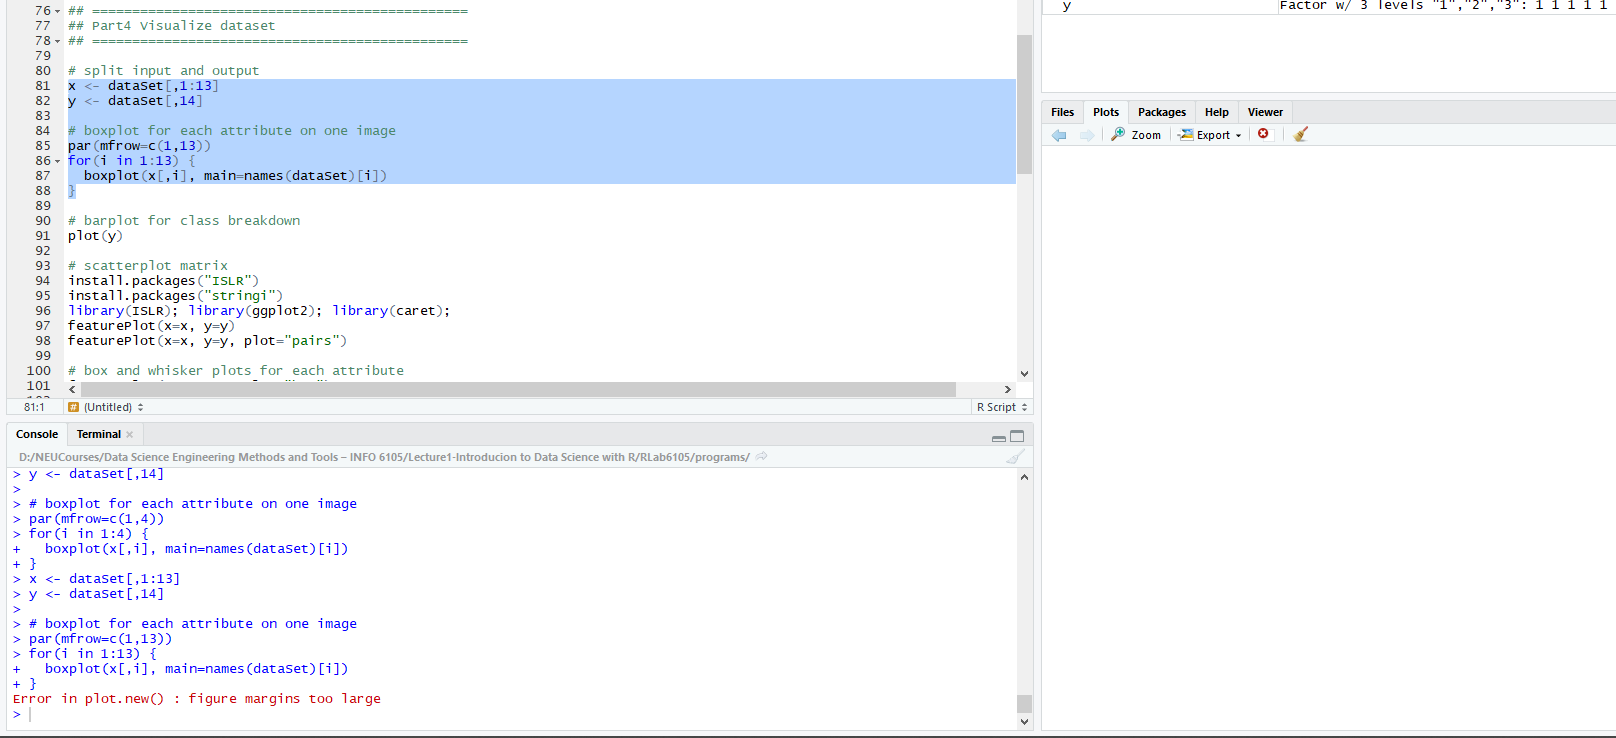 76 ## ===============================================
77 ## Part4 Visualize dataset
78 ## ===============================================
79
80 # split input and output
81 x <- dataSet[,1:13]
82 y <- dataSet[,14]
83
84 # boxplot for each attribute on one image
85 par(mfrow=c(1,13))
86 for(i in 1:13) {
87   boxplot(x[,i], main=names(dataSet)[i])
88 }
89
90 # barplot for class breakdown
91 plot(y)
92
93 # scatterplot matrix
94 install.packages("ISLR")
95 install.packages("stringi")
96 library(ISLR); library(ggplot2); library(caret);
97 featurePlot(x=x, y=y)
98 featurePlot(x=x, y=y, plot="pairs")
99
100 # box and whisker plots for each attribute
101
81:1 # (Untitled) R Script
Console Terminal
D:/NEUCourses/Data Science Engineering Methods and Tools – INFO 6105/Lecture1-Introducion to Data Science with R/RLab6105/programs/
> y <- dataSet[,14]
>
> # boxplot for each attribute on one image
> par(mfrow=c(1,4))
> for(i in 1:4) {
+   boxplot(x[,i], main=names(dataSet)[i])
+ }
> x <- dataSet[,1:13]
> y <- dataSet[,14]
>
> # boxplot for each attribute on one image
> par(mfrow=c(1,13))
> for(i in 1:13) {
+   boxplot(x[,i], main=names(dataSet)[i])
+ }
Error in plot.new() : figure margins too large
>
y Factor w/ 3 levels "1","2","3": 1 1 1 1 1
Files Plots Packages Help Viewer
Zoom Export